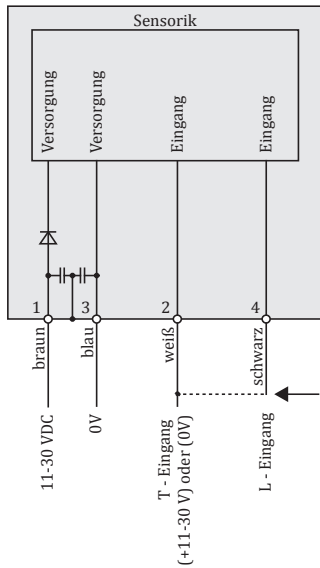 Sensorik
Versorgung
Versorgung
Eingang
Eingang
1
3
2
4
braun
blau
weiß
schwarz
11-30 VDC
0V
T - Eingang
(+11-30 V) oder (0V)
L - Eingang